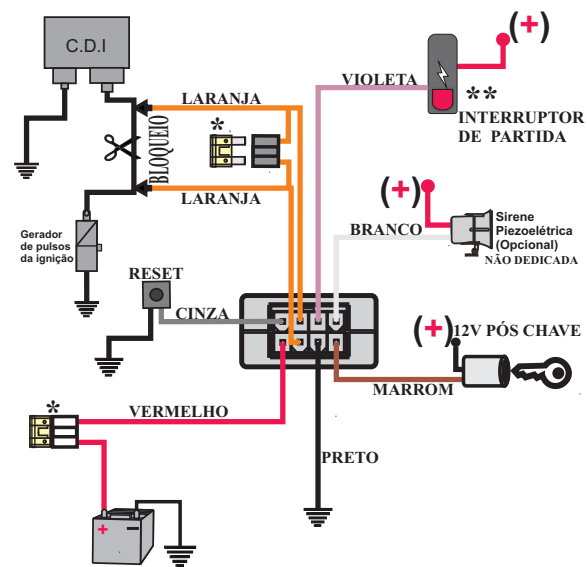 C.D.I
(+)
LARANJA
VIOLETA
*
**
INTERRUPTOR
DE PARTIDA
BLOQUEIO
LARANJA
(+)
Gerador
de pulsos
da ignição
BRANCO
Sirene
Piezoelétrica
(Opcional)
NÃO DEDICADA
RESET
CINZA
(+)
12V PÓS CHAVE
MARROM
*
VERMELHO
PRETO
+
−